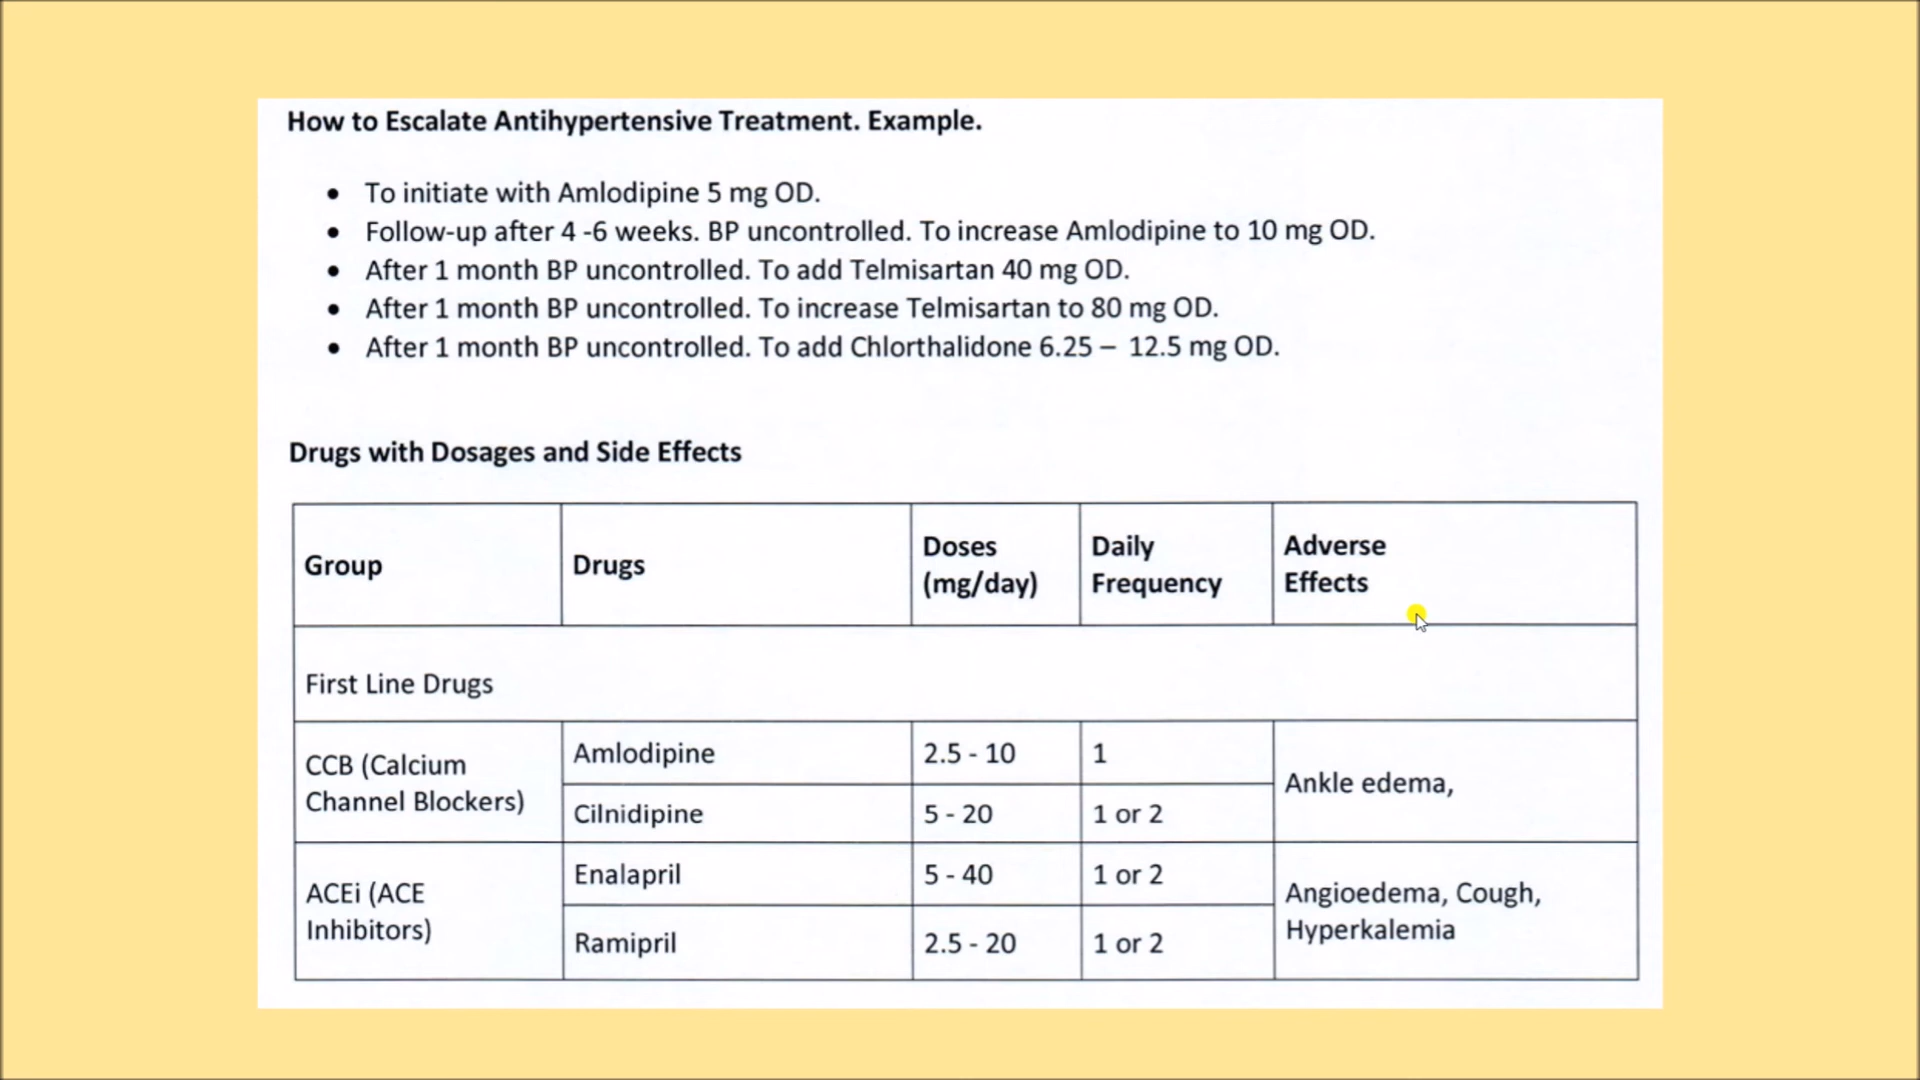 How to Escalate Antihypertensive Treatment. Example.
• To initiate with Amlodipine 5 mg OD.
• Follow-up after 4 -6 weeks. BP uncontrolled. To increase Amlodipine to 10 mg OD.
• After 1 month BP uncontrolled. To add Telmisartan 40 mg OD.
• After 1 month BP uncontrolled. To increase Telmisartan to 80 mg OD.
• After 1 month BP uncontrolled. To add Chlorthalidone 6.25 – 12.5 mg OD.
Drugs with Dosages and Side Effects
Group
Drugs
Doses
(mg/day)
Daily
Frequency
Adverse
Effects
First Line Drugs
CCB (Calcium
Channel Blockers)
Amlodipine
2.5 - 10
1
Cilnidipine
5 - 20
1 or 2
Ankle edema,
ACEi (ACE
Inhibitors)
Enalapril
5 - 40
1 or 2
Ramipril
2.5 - 20
1 or 2
Angioedema, Cough,
Hyperkalemia